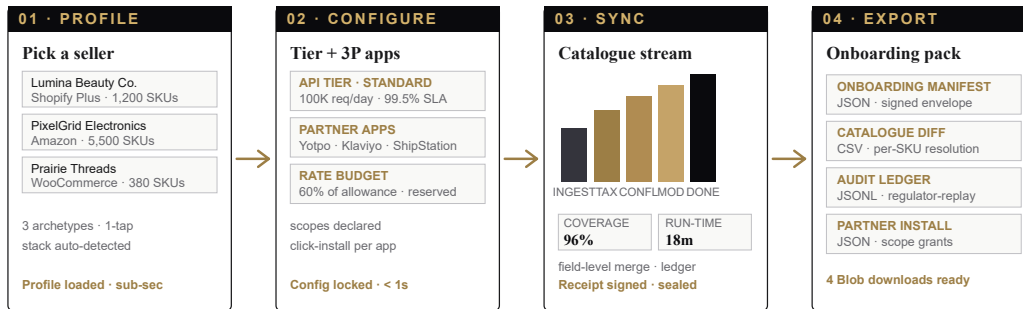 01 · PROFILE
Pick a seller
Lumina Beauty Co.
Shopify Plus · 1,200 SKUs
PixelGrid Electronics
Amazon · 5,500 SKUs
Prairie Threads
WooCommerce · 380 SKUs
3 archetypes · 1-tap
stack auto-detected
Profile loaded · sub-sec
02 · CONFIGURE
Tier + 3P apps
API TIER · STANDARD
100K req/day · 99.5% SLA
PARTNER APPS
Yotpo · Klaviyo · ShipStation
RATE BUDGET
60% of allowance · reserved
scopes declared
click-install per app
Config locked · < 1s
03 · SYNC
Catalogue stream
INGEST TAX CONFL MOD DONE
COVERAGE
96%
RUN-TIME
18m
field-level merge · ledger
Receipt signed · sealed
04 · EXPORT
Onboarding pack
ONBOARDING MANIFEST
JSON · signed envelope
CATALOGUE DIFF
CSV · per-SKU resolution
AUDIT LEDGER
JSONL · regulator-replay
PARTNER INSTALL
JSON · scope grants
4 Blob downloads ready